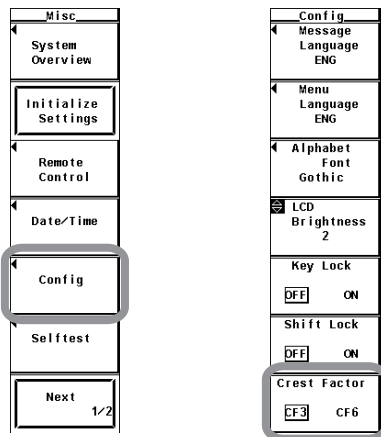 Misc
System
Overview
Initialize
Settings
Remote
Control
Date/Time
Config
Selftest
Next
1/2
Config
Message
Language
ENG
Menu
Language
ENG
Alphabet
Font
Gothic
LCD
Brightness
2
Key Lock
OFF ON
Shift Lock
OFF ON
Crest Factor
CF3 CF6